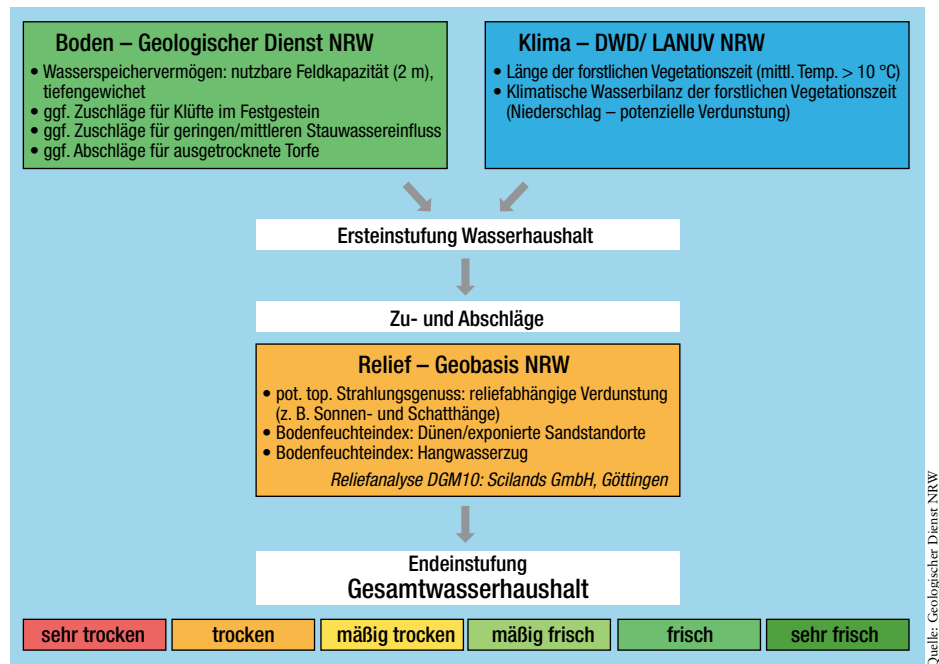 Boden – Geologischer Dienst NRW
• Wasserspeichervermögen: nutzbare Feldkapazität (2 m),
tiefengewichet
• ggf. Zuschläge für Klüfte im Festgestein
• ggf. Zuschläge für geringen/mittleren Stauwassereinfluss
• ggf. Abschläge für ausgetrocknete Torfe
Klima – DWD/ LANUV NRW
• Länge der forstlichen Vegetationszeit (mittl. Temp. > 10 °C)
• Klimatische Wasserbilanz der forstlichen Vegetationszeit
(Niederschlag – potenzielle Verdunstung)
Ersteinstufung Wasserhaushalt
Zu- und Abschläge
Relief – Geobasis NRW
• pot. top. Strahlungsgenuss: reliefabhängige Verdunstung
(z. B. Sonnen- und Schatthänge)
• Bodenfeuchteindex: Dünen/exponierte Sandstandorte
• Bodenfeuchteindex: Hangwasserzug
Reliefanalyse DGM10: Scilands GmbH, Göttingen
Endeinstufung
Gesamtwasserhaushalt
sehr trocken
trocken
mäßig trocken
mäßig frisch
frisch
sehr frisch
Quelle: Geologischer Dienst NRW